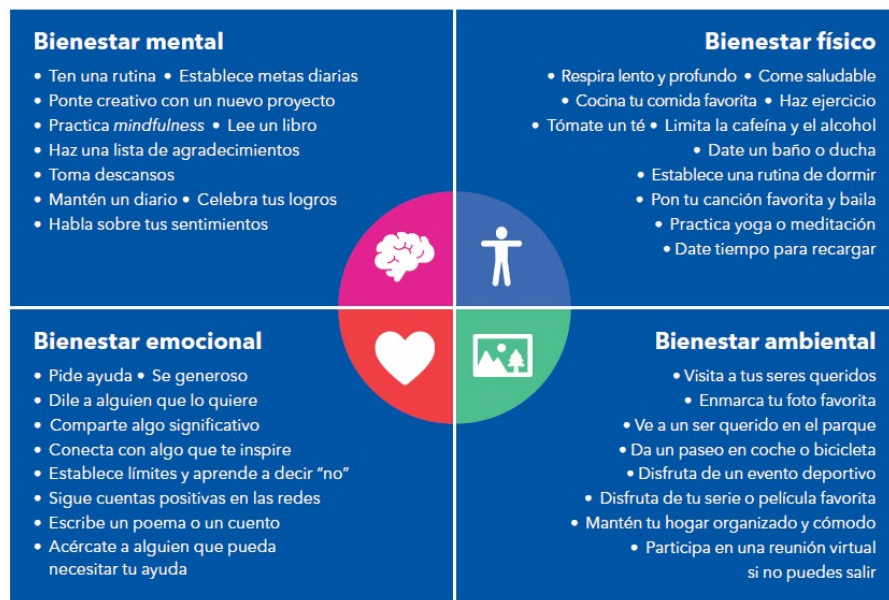 Bienestar mental
• Ten una rutina • Establece metas diarias
• Ponte creativo con un nuevo proyecto
• Practica mindfulness • Lee un libro
• Haz una lista de agradecimientos
• Toma descansos
• Mantén un diario • Celebra tus logros
• Habla sobre tus sentimientos
Bienestar físico
• Respira lento y profundo • Come saludable
• Cocina tu comida favorita • Haz ejercicio
• Tómate un té • Limita la cafeína y el alcohol
• Date un baño o ducha
• Establece una rutina de dormir
• Pon tu canción favorita y baila
• Practica yoga o meditación
• Date tiempo para recargar
Bienestar emocional
• Pide ayuda • Se generoso
• Dile a alguien que lo quiere
• Comparte algo significativo
• Conecta con algo que te inspire
• Establece límites y aprende a decir “no”
• Sigue cuentas positivas en las redes
• Escribe un poema o un cuento
• Acércate a alguien que pueda
necesitar tu ayuda
Bienestar ambiental
• Visita a tus seres queridos
• Enmarca tu foto favorita
• Ve a un ser querido en el parque
• Da un paseo en coche o bicicleta
• Disfruta de un evento deportivo
• Disfruta de tu serie o película favorita
• Mantén tu hogar organizado y cómodo
• Participa en una reunión virtual
si no puedes salir